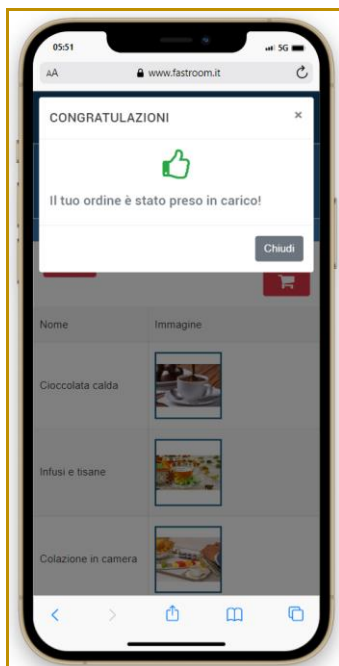 05:51
5G
AA
www.fastroom.it
CONGRATULAZIONI
×
Il tuo ordine è stato preso in carico!
Chiudi
Nome
Immagine
Cioccolata calda
Infusi e tisane
Colazione in camera